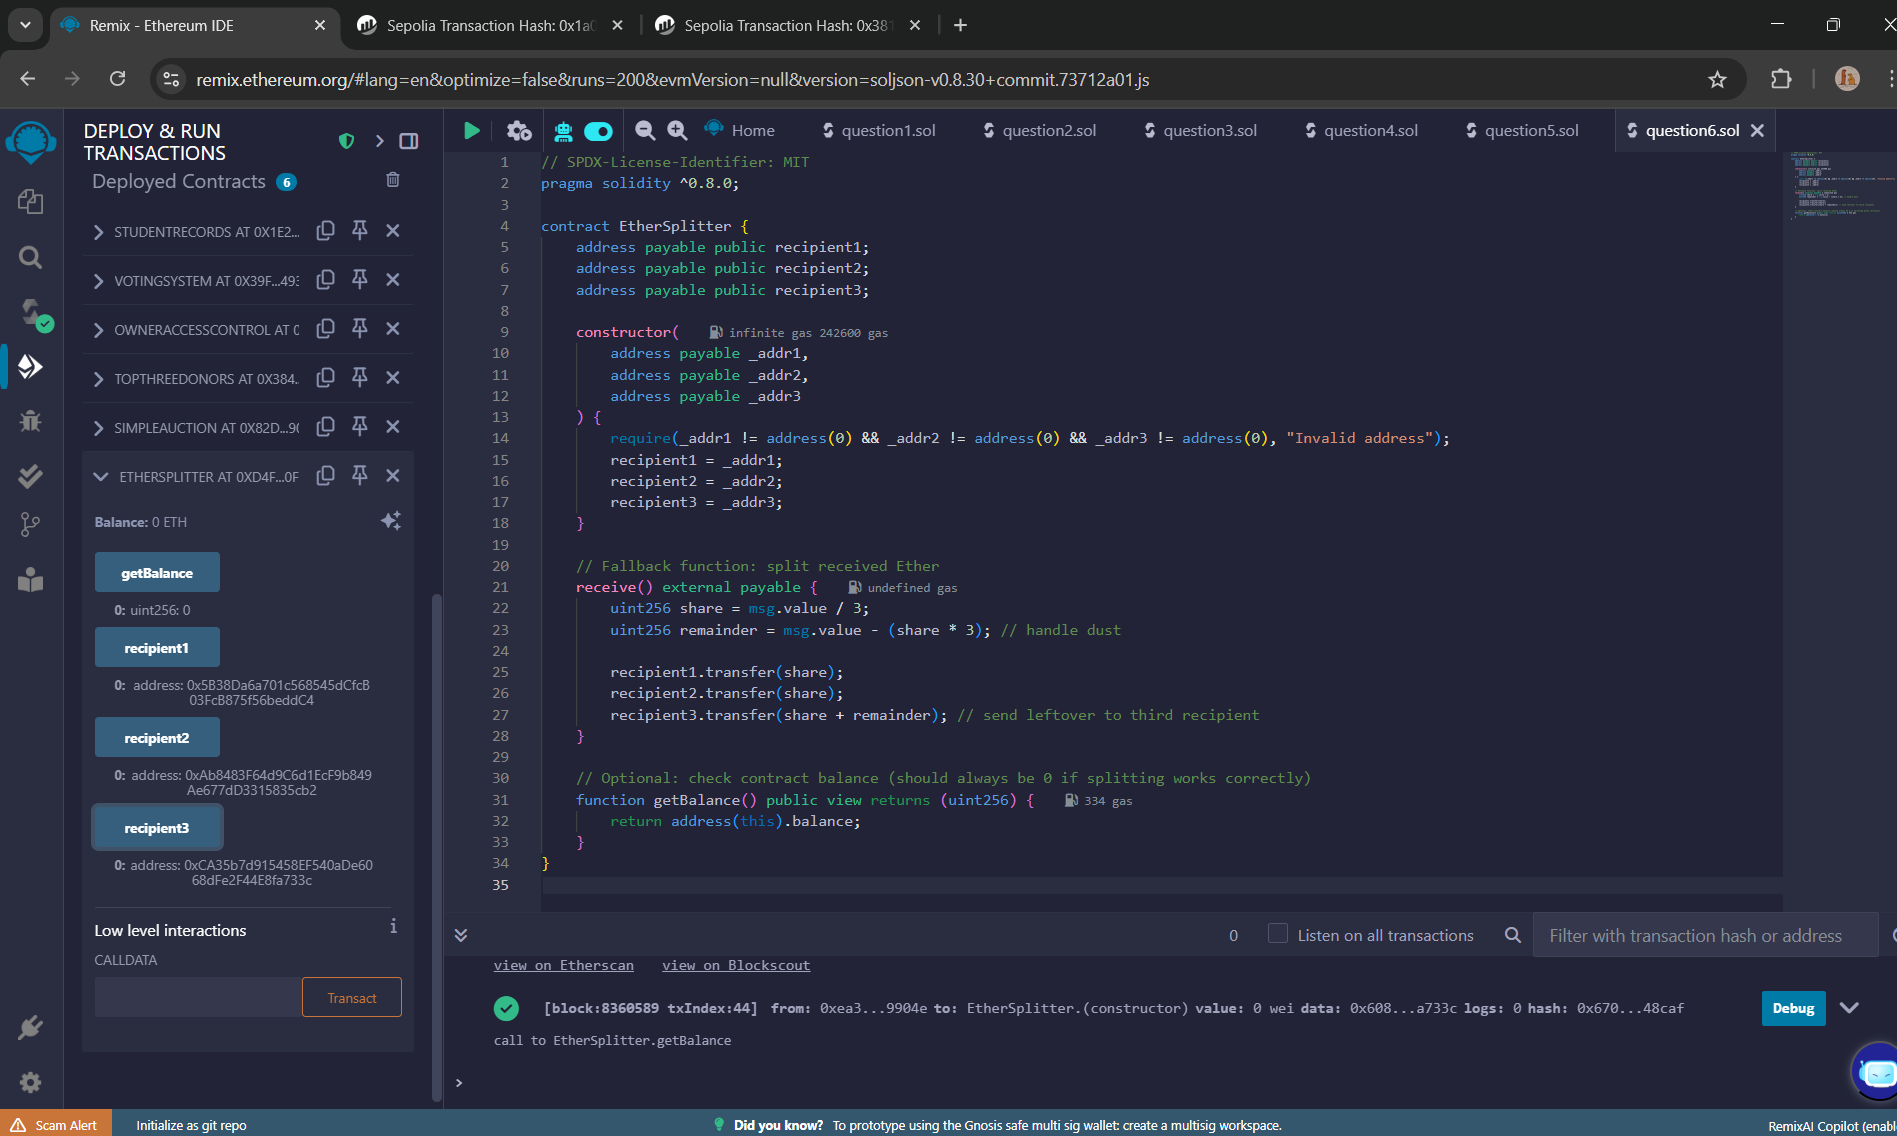 Remix - Ethereum IDE
Sepolia Transaction Hash: 0x1a0
Sepolia Transaction Hash: 0x381
remix.ethereum.org/#lang=en&optimize=false&runs=200&evmVersion=null&version=soljson-v0.8.30+commit.73712a01.js
DEPLOY & RUN
TRANSACTIONS
Deployed Contracts 6
STUDENTRECORDS AT 0X1E2...
VOTINGSYSTEM AT 0X39F...493
OWNERACCESSCONTROL AT 0
TOPTHREEDONORS AT 0X384.
SIMPLEAUCTION AT 0X82D...90
ETHERSPLITTER AT 0XD4F...0F
Balance: 0 ETH
getBalance
0: uint256: 0
recipient1
0: address: 0x5B38Da6a701c568545dCfcB
03FcB875f56beddC4
recipient2
0: address: 0xAb8483F64d9C6d1EcF9b849
Ae677dD3315835cb2
recipient3
0: address: 0xCA35b7d915458EF540aDe60
68dFe2F44E8fa733c
Low level interactions
i
CALLDATA
Transact
Home
question1.sol
question2.sol
question3.sol
question4.sol
question5.sol
question6.sol
1 // SPDX-License-Identifier: MIT
2 pragma solidity ^0.8.0;
3
4 contract EtherSplitter {
5 address payable public recipient1;
6 address payable public recipient2;
7 address payable public recipient3;
8
9 constructor( infinite gas 242600 gas
10 address payable _addr1,
11 address payable _addr2,
12 address payable _addr3
13 ) {
14 require(_addr1 != address(0) && _addr2 != address(0) && _addr3 != address(0), "Invalid address");
15 recipient1 = _addr1;
16 recipient2 = _addr2;
17 recipient3 = _addr3;
18 }
19
20 // Fallback function: split received Ether
21 receive() external payable { undefined gas
22 uint256 share = msg.value / 3;
23 uint256 remainder = msg.value - (share * 3); // handle dust
24
25 recipient1.transfer(share);
26 recipient2.transfer(share);
27 recipient3.transfer(share + remainder); // send leftover to third recipient
28 }
29
30 // Optional: check contract balance (should always be 0 if splitting works correctly)
31 function getBalance() public view returns (uint256) { 334 gas
32 return address(this).balance;
33 }
34 }
35
0
Listen on all transactions
Filter with transaction hash or address
view on Etherscan view on Blockscout
[block:8360589 txIndex:44] from: 0xea3...9904e to: EtherSplitter.(constructor) value: 0 wei data: 0x608...a733c logs: 0 hash: 0x670...48caf
Debug
call to EtherSplitter.getBalance
>
Scam Alert
Initialize as git repo
Did you know? To prototype using the Gnosis safe multi sig wallet: create a multisig workspace.
RemixAI Copilot (enabl